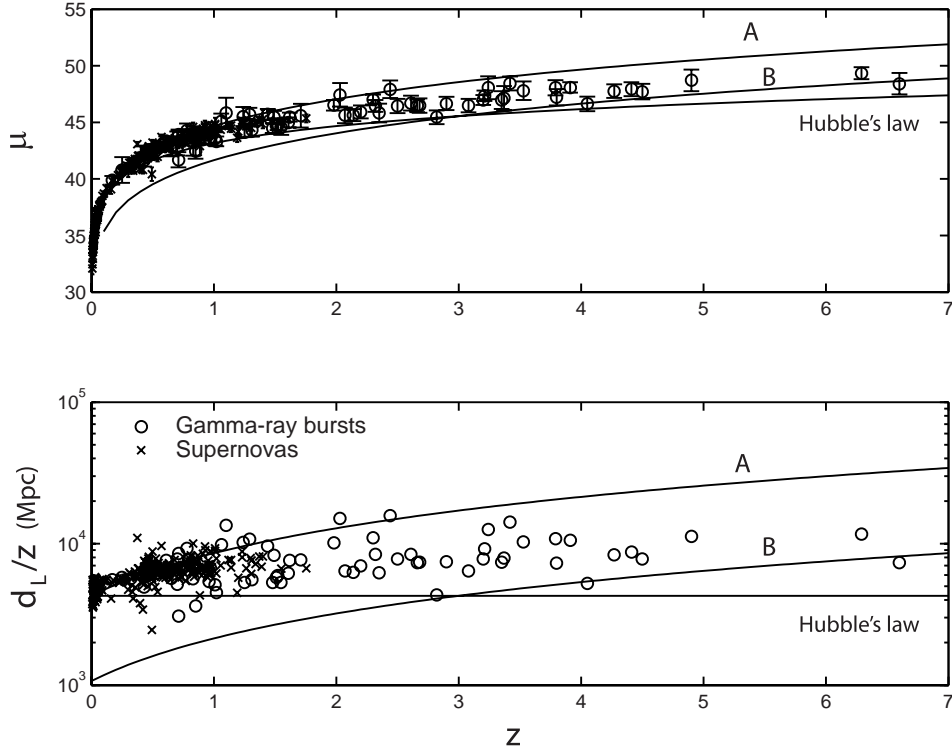 55
50
45
40
35
30
μ
A
B
Hubble's law
0 1 2 3 4 5 6 7
10^5
10^4
10^3
d_L/z (Mpc)
Gamma-ray bursts
Supernovas
A
B
Hubble's law
0 1 2 3 4 5 6 7
z